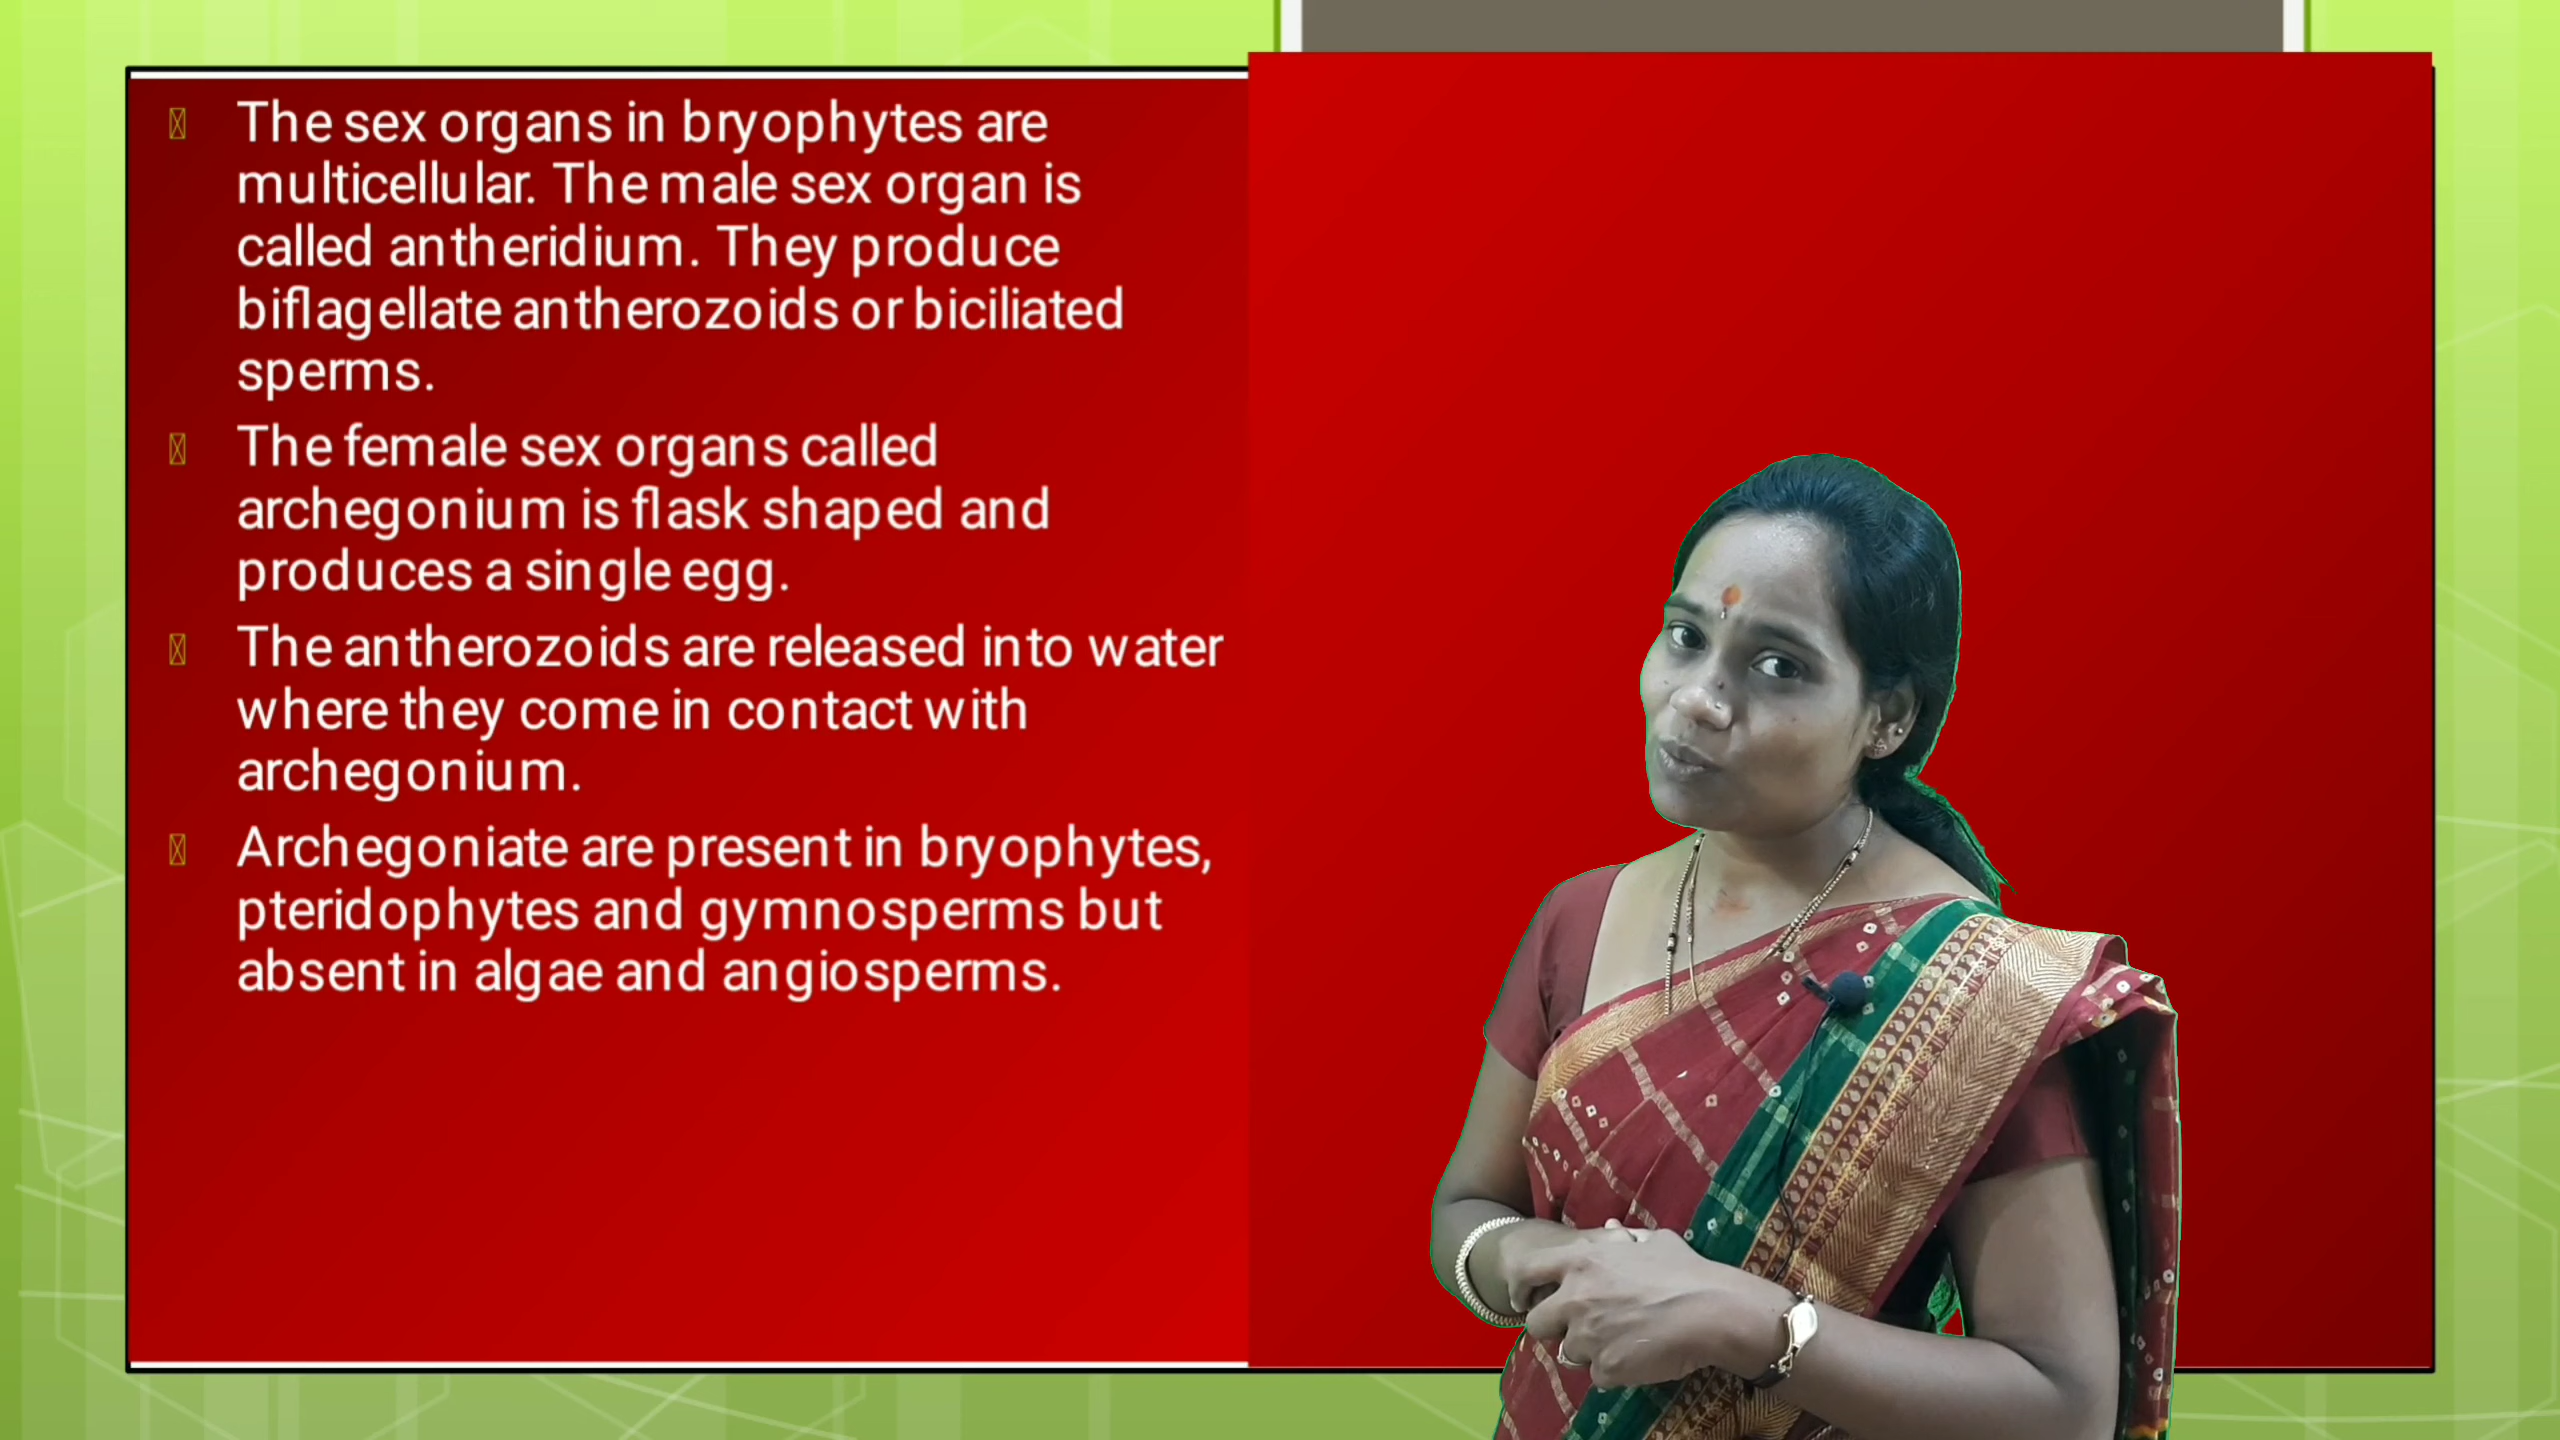 The sex organs in bryophytes are
multicellular. The male sex organ is
called antheridium. They produce
biflagellate antherozoids or biciliated
sperms.
The female sex organs called
archegonium is flask shaped and
produces a single egg.
The antherozoids are released into water
where they come in contact with
archegonium.
Archegoniate are present in bryophytes,
pteridophytes and gymnosperms but
absent in algae and angiosperms.